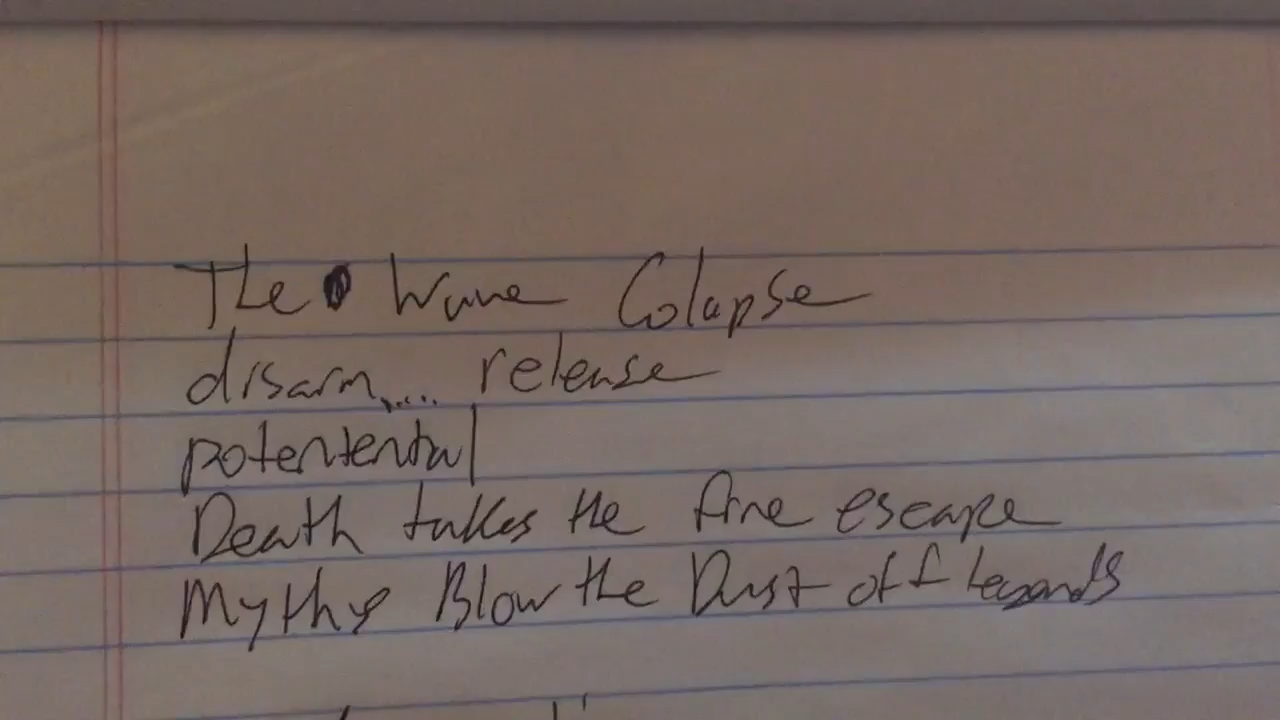 The Wave Colapse
disarm..... release
potentential
Death takes the fire escape
Myths Blow the Dust off Legends